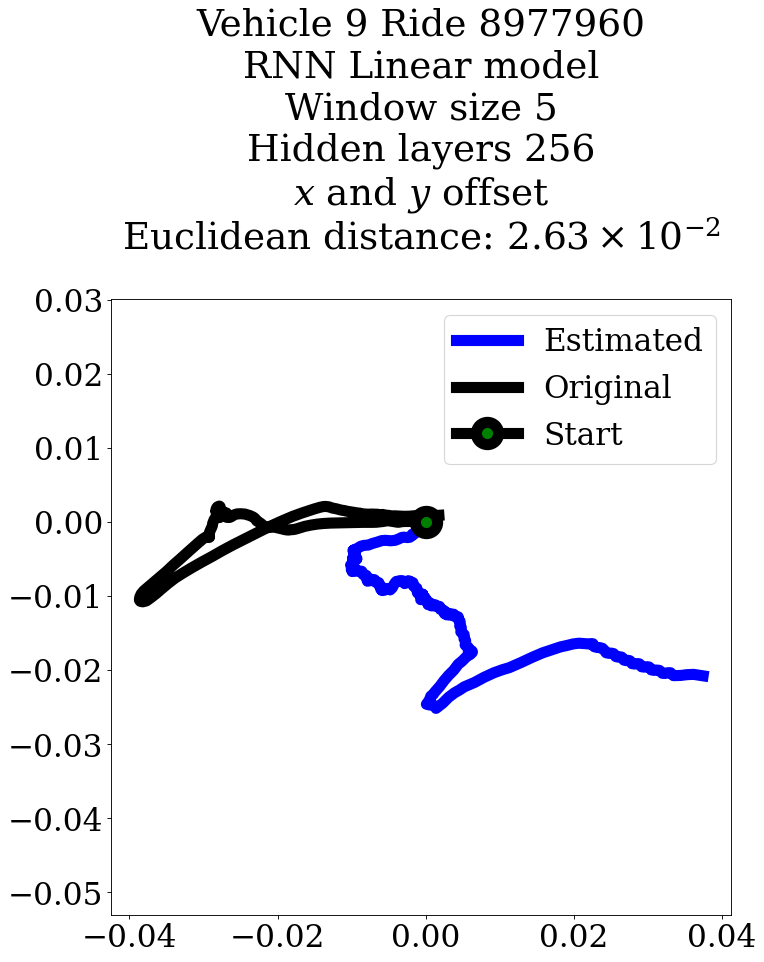 Vehicle 9 Ride 8977960
RNN Linear model
Window size 5
Hidden layers 256
x and y offset
Euclidean distance: 2.63 × 10⁻²
Estimated
Original
Start
0.03
0.02
0.01
0.00
−0.01
−0.02
−0.03
−0.04
−0.05
−0.04
−0.02
0.00
0.02
0.04